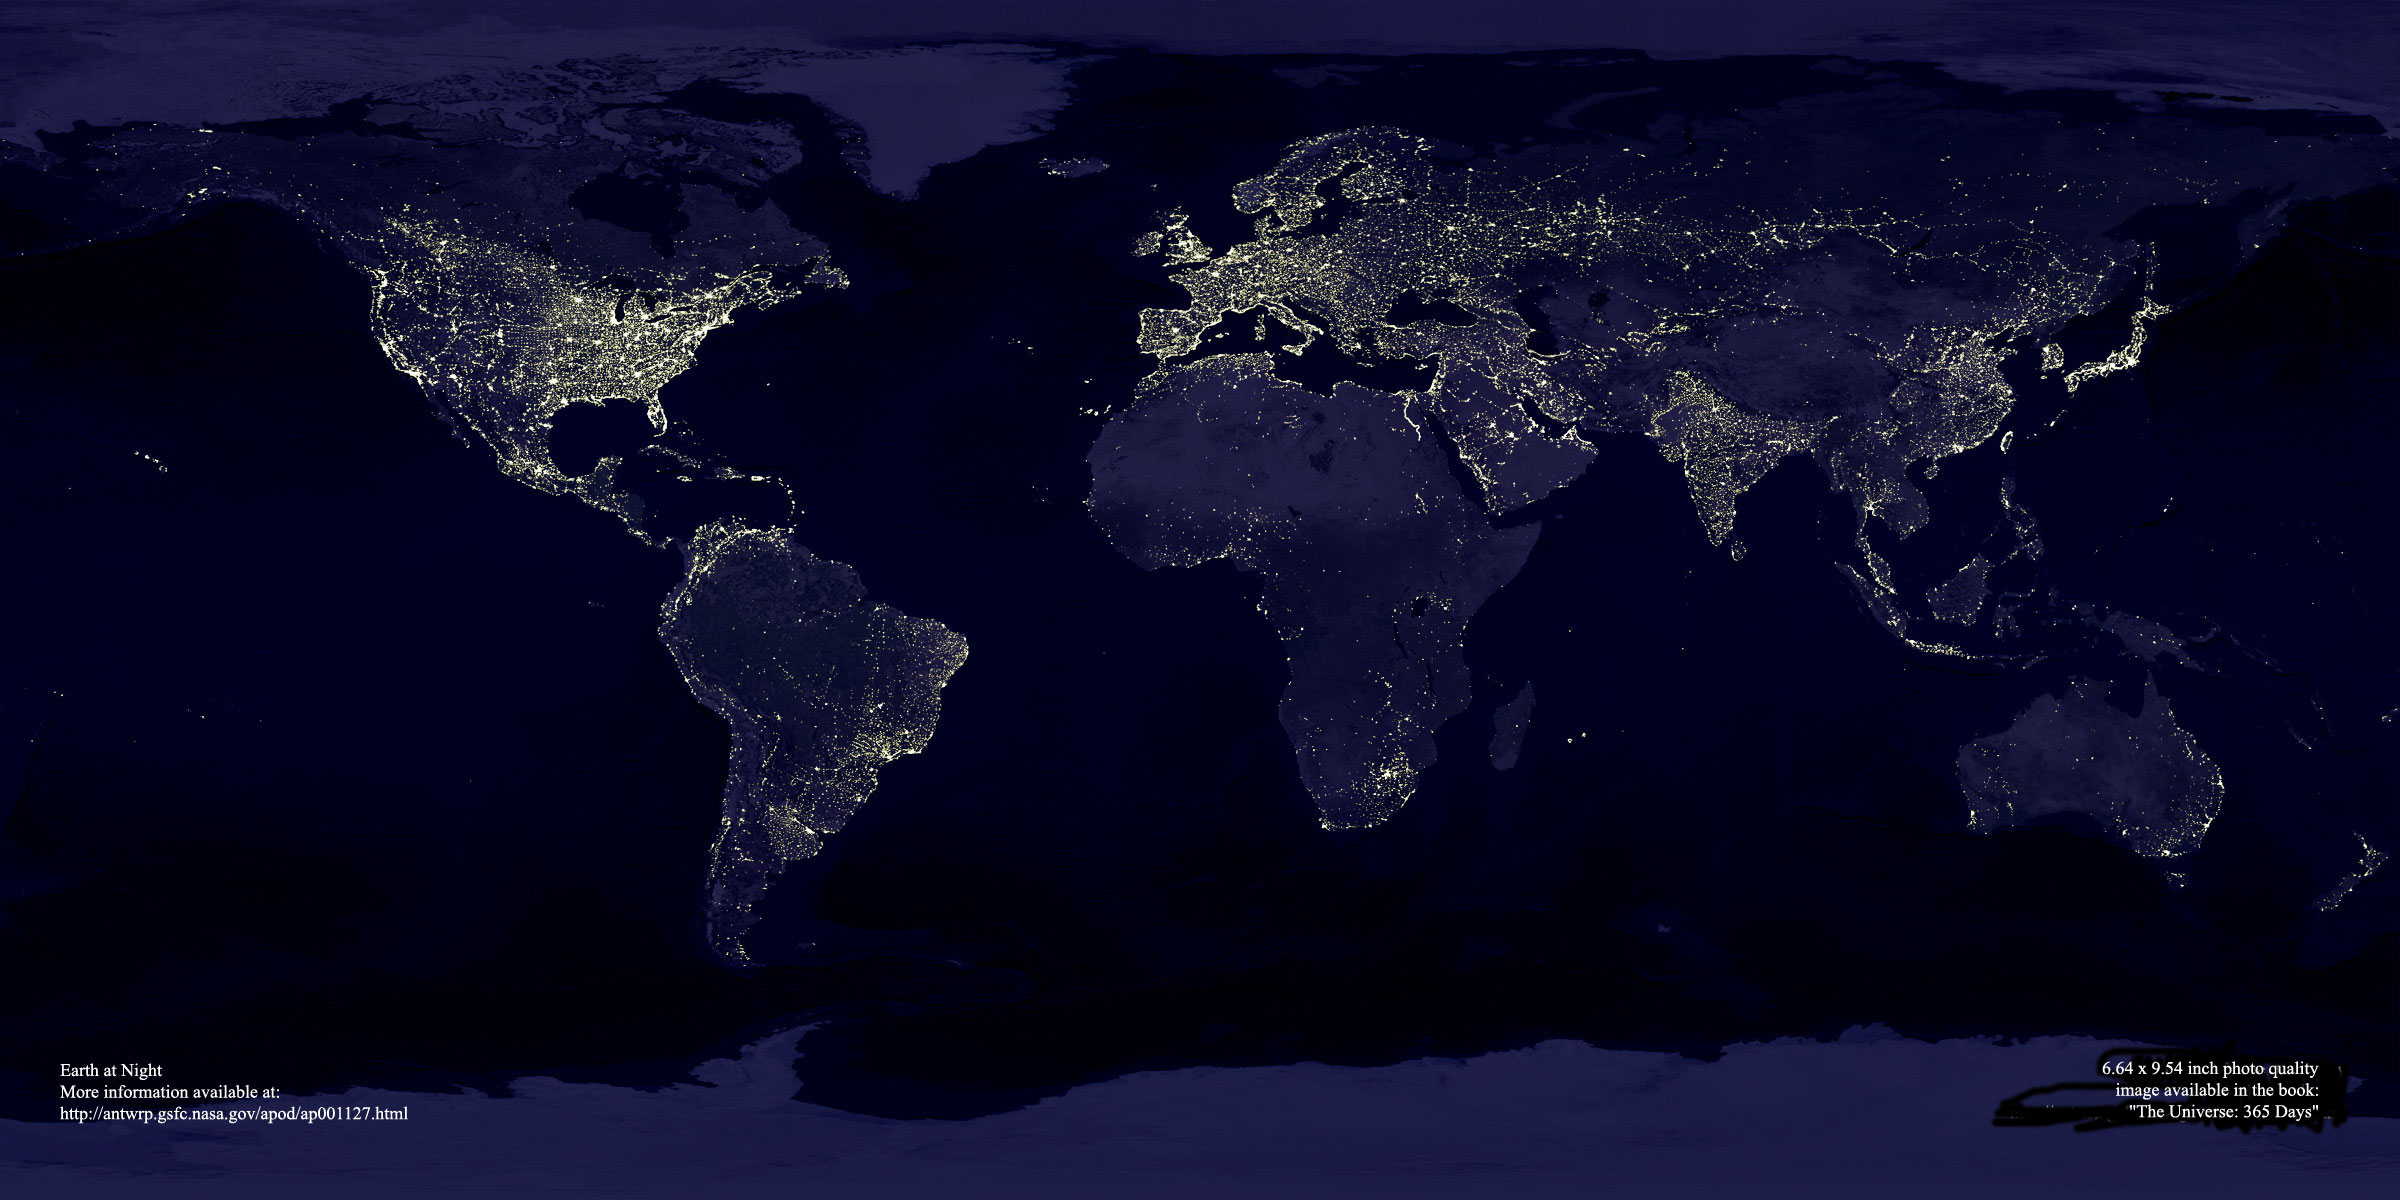 Earth at Night
More information available at:
http://antwrp.gsfc.nasa.gov/apod/ap001127.html
6.64 x 9.54 inch photo quality
image available in the book:
"The Universe: 365 Days"